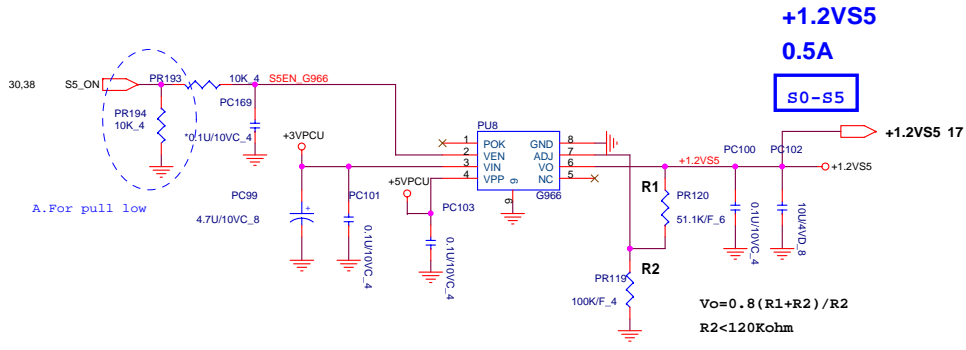 +1.2VS5
0.5A
S0-S5
30,38
S5_ON
PR193
10K_4
S5EN_G966
PR194
10K_4
PC169
*0.1U/10VC_4
A.For pull low
+3VPCU
PC99
4.7U/10VC_8
PC101
0.1U/10VC_4
+5VPCU
PC103
0.1U/10VC_4
PU8
1 POK GND 8
2 VEN ADJ 7
3 VIN VO 6
4 VPP NC 5
9
9
G966
+1.2VS5
R1
PR120
51.1K/F_6
R2
PR119
100K/F_4
PC100
0.1U/10VC_4
PC102
10U/4VD_8
+1.2VS5 17
+1.2VS5
Vo=0.8(R1+R2)/R2
R2<120Kohm